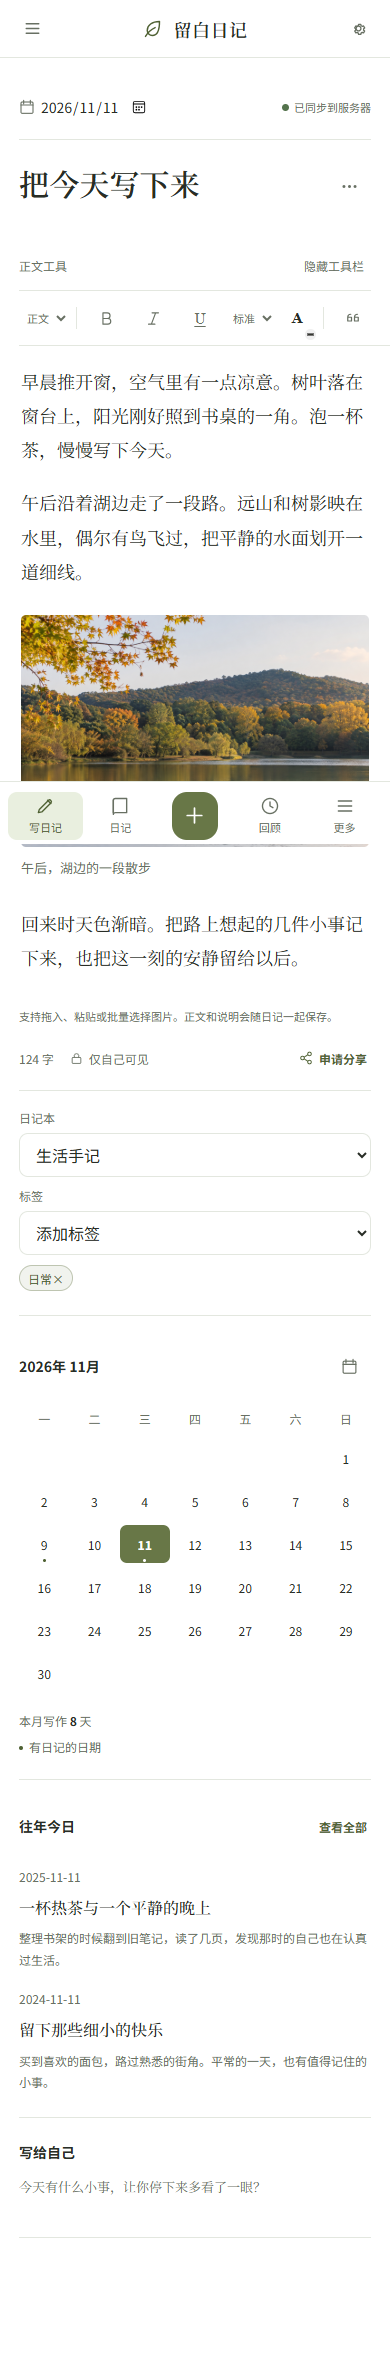 留白日记
2026/11/11
已同步到服务器
把今天写下来
正文工具
隐藏工具栏
正文
B
I
U
标准
A
早晨推开窗，空气里有一点凉意。树叶落在
窗台上，阳光刚好照到书桌的一角。泡一杯
茶，慢慢写下今天。
午后沿着湖边走了一段路。远山和树影映在
水里，偶尔有鸟飞过，把平静的水面划开一
道细线。
写日记
日记
回顾
更多
午后，湖边的一段散步
回来时天色渐暗。把路上想起的几件小事记
下来，也把这一刻的安静留给以后。
支持拖入、粘贴或批量选择图片。正文和说明会随日记一起保存。
124 字
仅自己可见
申请分享
日记本
生活手记
标签
添加标签
日常×
2026年 11月
一 二 三 四 五 六 日
1
2 3 4 5 6 7 8
9 10 11 12 13 14 15
16 17 18 19 20 21 22
23 24 25 26 27 28 29
30
本月写作 8 天
有日记的日期
往年今日
查看全部
2025-11-11
一杯热茶与一个平静的晚上
整理书架的时候翻到旧笔记，读了几页，发现那时的自己也在认真
过生活。
2024-11-11
留下那些细小的快乐
买到喜欢的面包，路过熟悉的街角。平常的一天，也有值得记住的
小事。
写给自己
今天有什么小事，让你停下来多看了一眼？